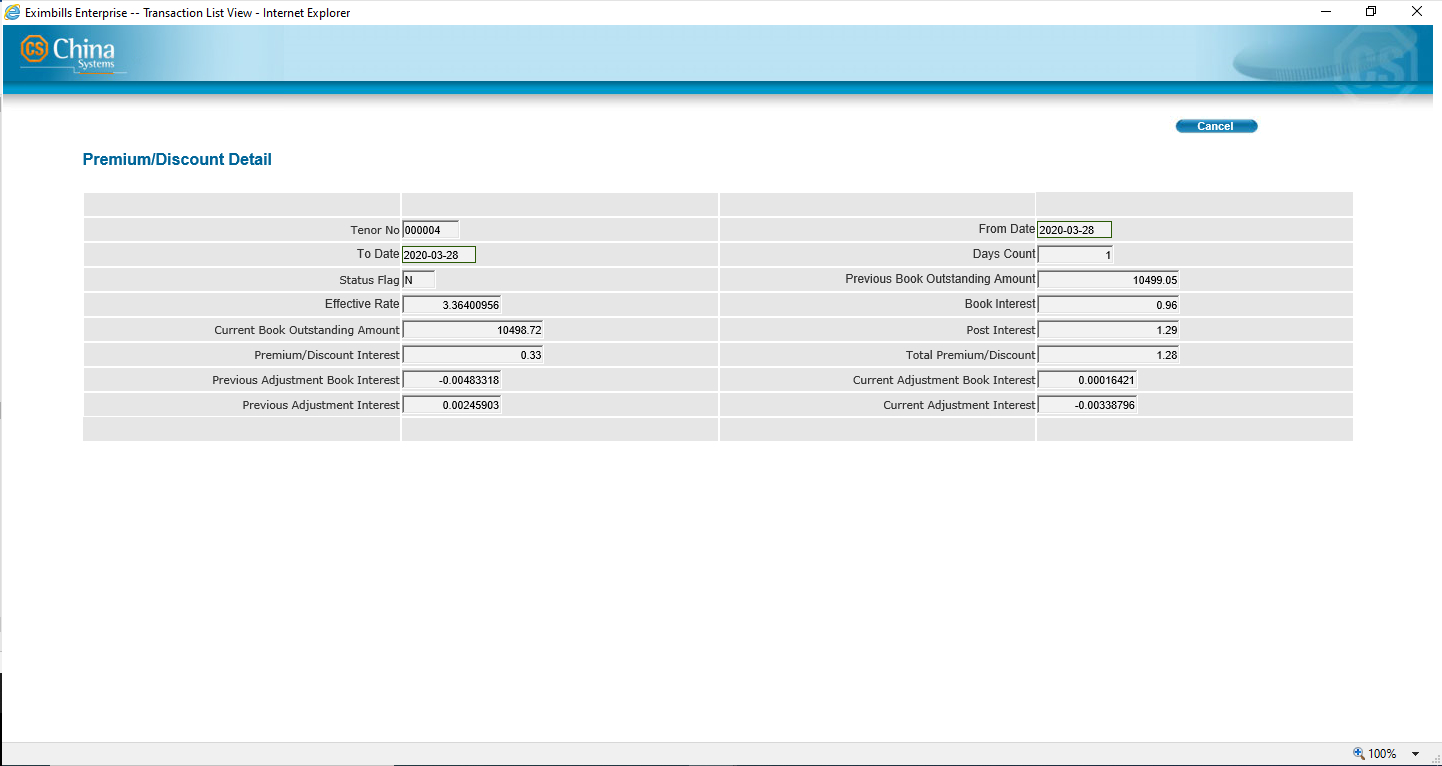 Eximbills Enterprise -- Transaction List View - Internet Explorer
CS China
Systems
CS
Cancel
Premium/Discount Detail
Tenor No 000004 From Date 2020-03-28
To Date 2020-03-28 Days Count 1
Status Flag N Previous Book Outstanding Amount 10499.05
Effective Rate 3.36400956 Book Interest 0.96
Current Book Outstanding Amount 10498.72 Post Interest 1.29
Premium/Discount Interest 0.33 Total Premium/Discount 1.28
Previous Adjustment Book Interest -0.00483318 Current Adjustment Book Interest 0.00016421
Previous Adjustment Interest 0.00245903 Current Adjustment Interest -0.00338796
100%